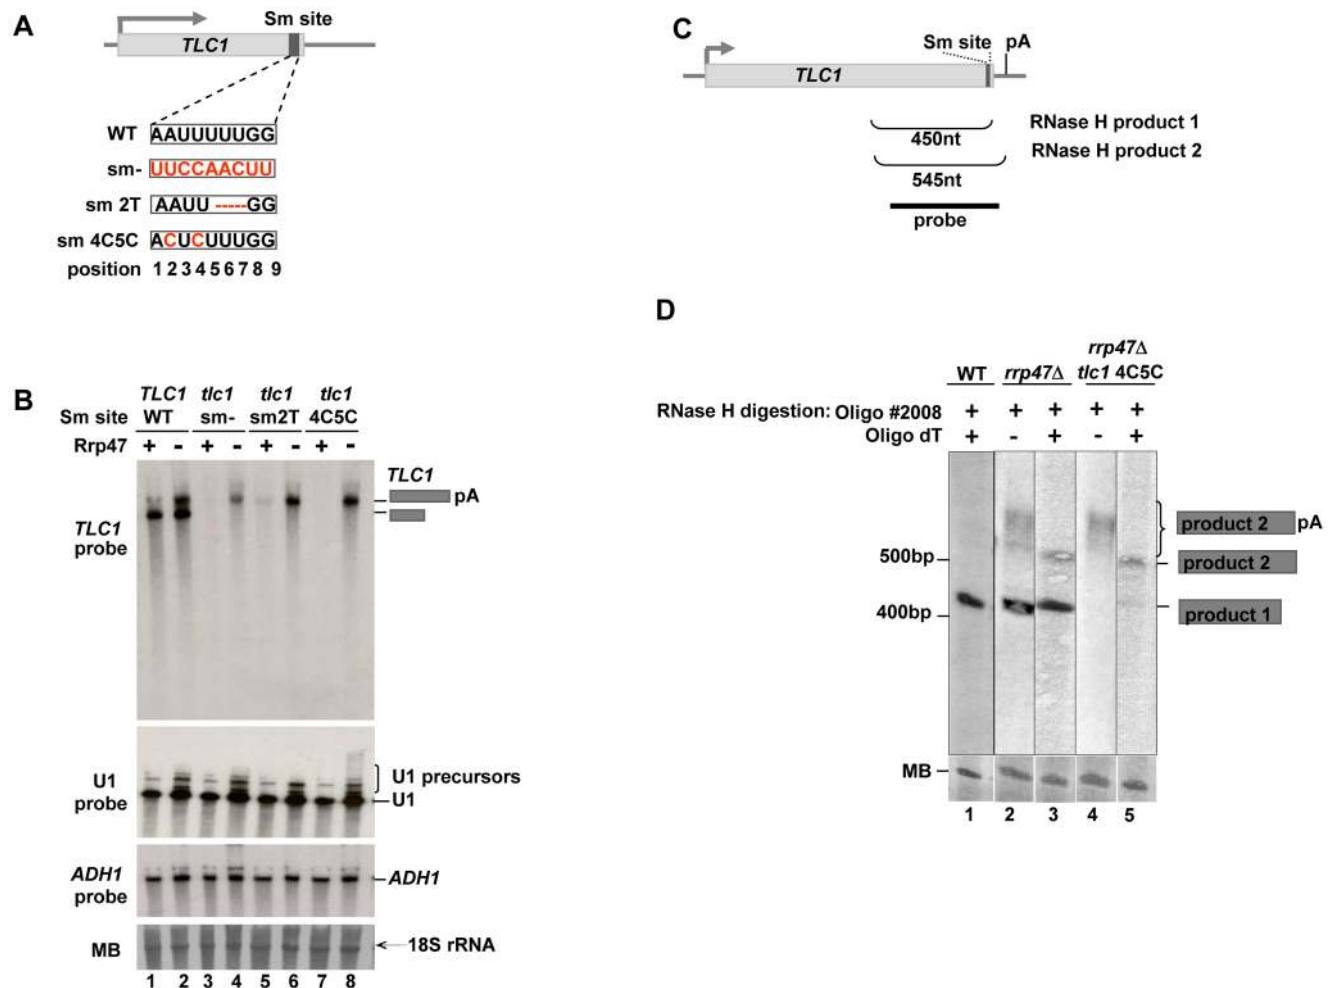 A
Sm site
TLC1
WT AAUUUUUGG
sm- UUCCAACUU
sm 2T AAUU -----GG
sm 4C5C ACUCUUUGG
position 1 2 3 4 5 6 7 8 9
B
TLC1 tlc1 tlc1 tlc1
Sm site WT sm- sm2T 4C5C
Rrp47 + - + - + - + -
TLC1
pA
TLC1
probe
U1
probe
U1 precursors
U1
ADH1
probe
ADH1
MB
18S rRNA
1 2 3 4 5 6 7 8
C
Sm site pA
TLC1
450nt
RNase H product 1
RNase H product 2
545nt
probe
D
rrp47Δ
WT rrp47Δ tlc1 4C5C
RNase H digestion: Oligo #2008 + + + + +
Oligo dT + - + - +
product 2 pA
500bp
product 2
400bp
product 1
MB
1 2 3 4 5